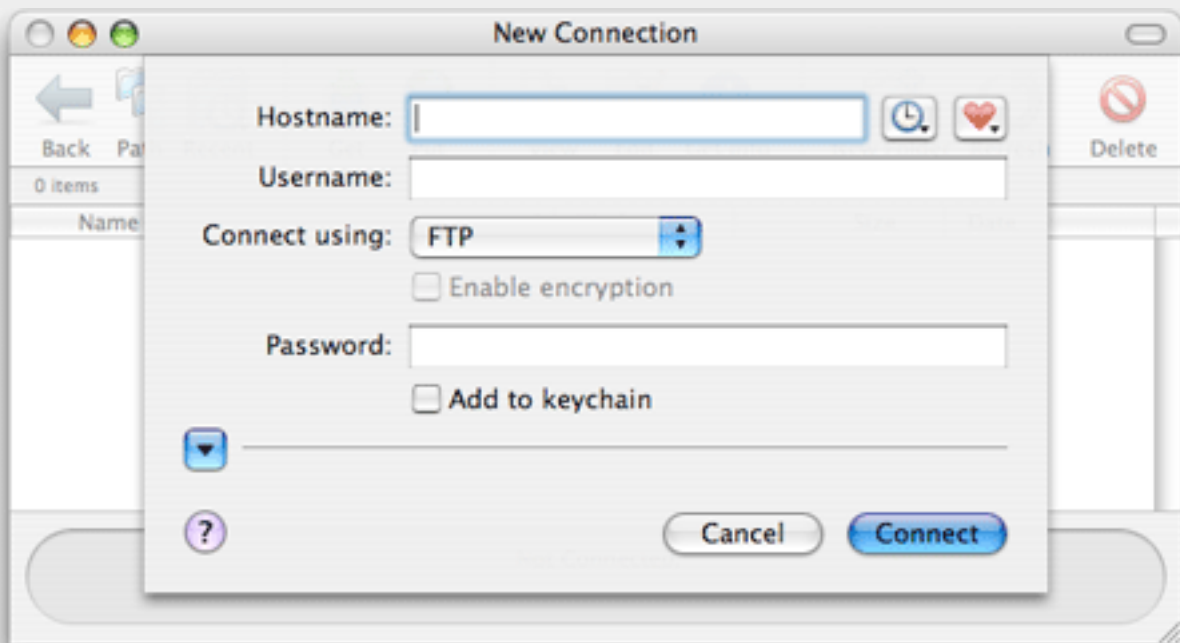 New Connection
Hostname:
Back
Delete
Username:
0 items
Name
Connect using: FTP
Enable encryption
Password:
Add to keychain
?
Cancel
Connect